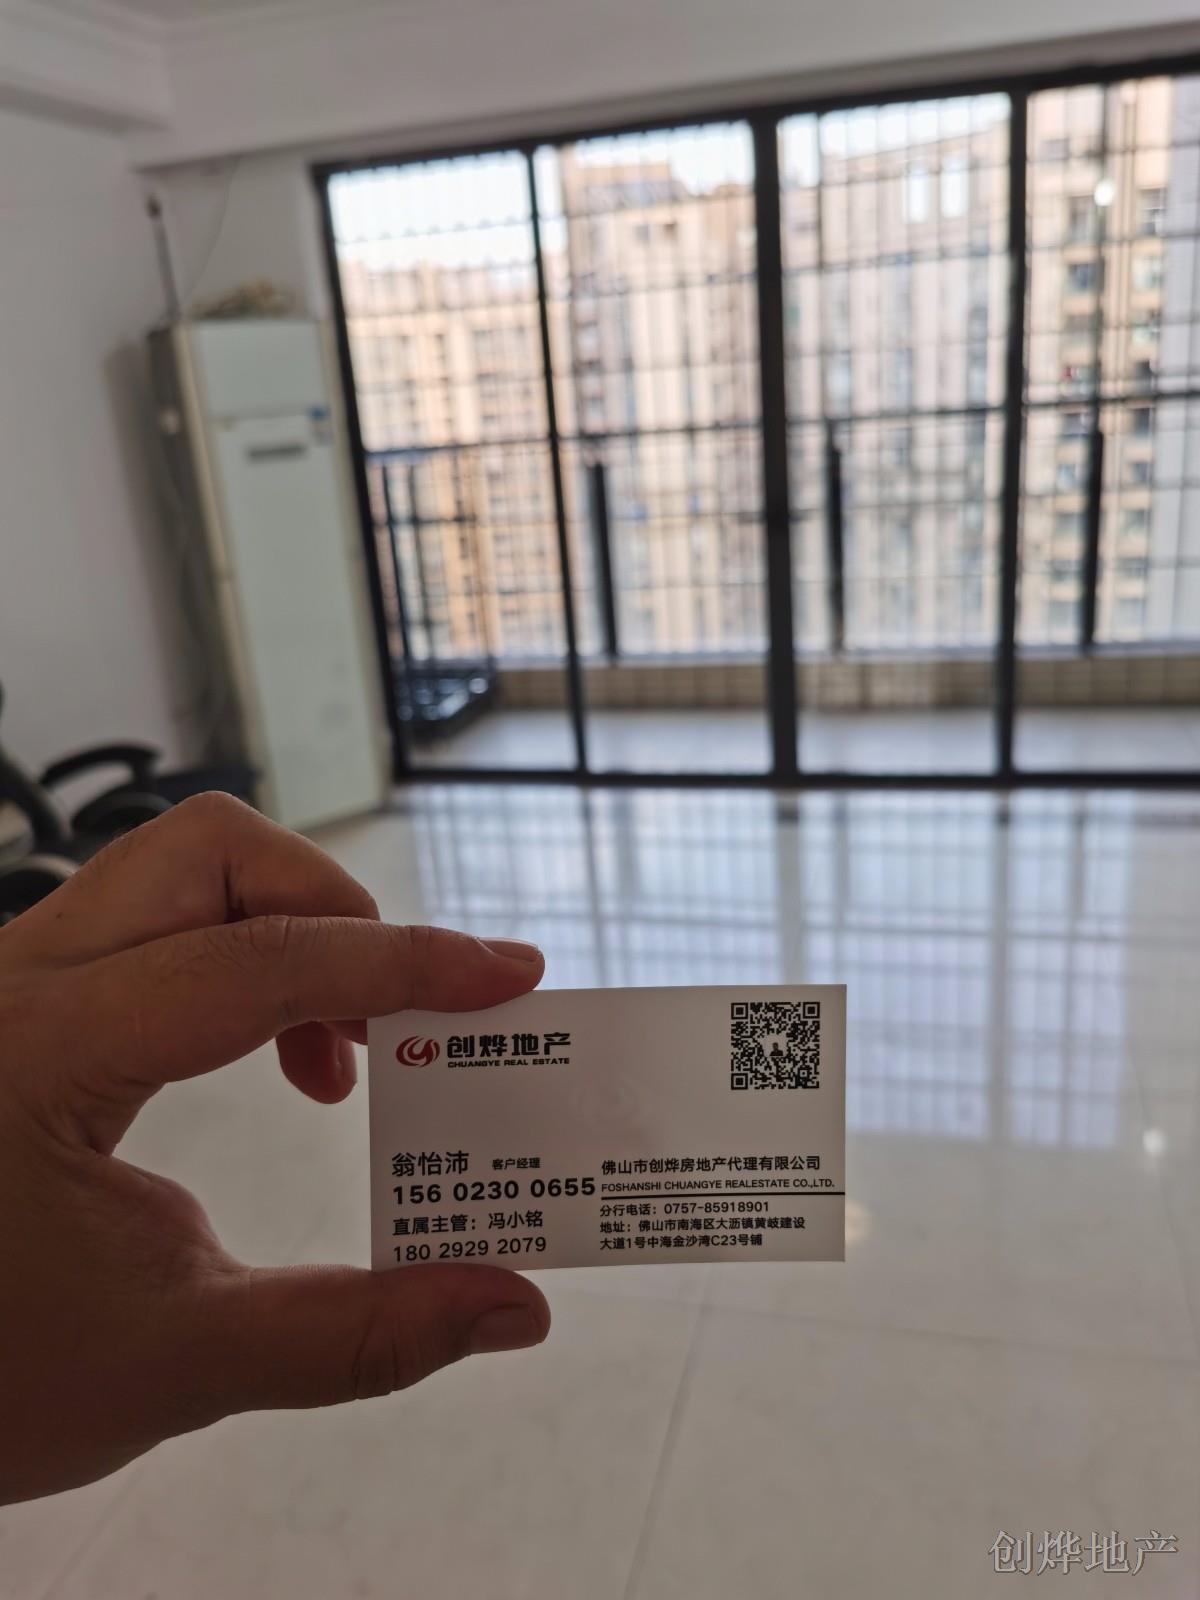 创烨地产
CHUANGYE REAL ESTATE
翁怡沛 客户经理
156 0230 0655
直属主管：冯小铭
180 2929 2079
佛山市创烨房地产代理有限公司
FOSHANSHI CHUANGYE REALESTATE CO.,LTD.
分行电话：0757-85918901
地址：佛山市南海区大沥镇黄岐建设
大道1号中海金沙湾C23号铺
创烨地产